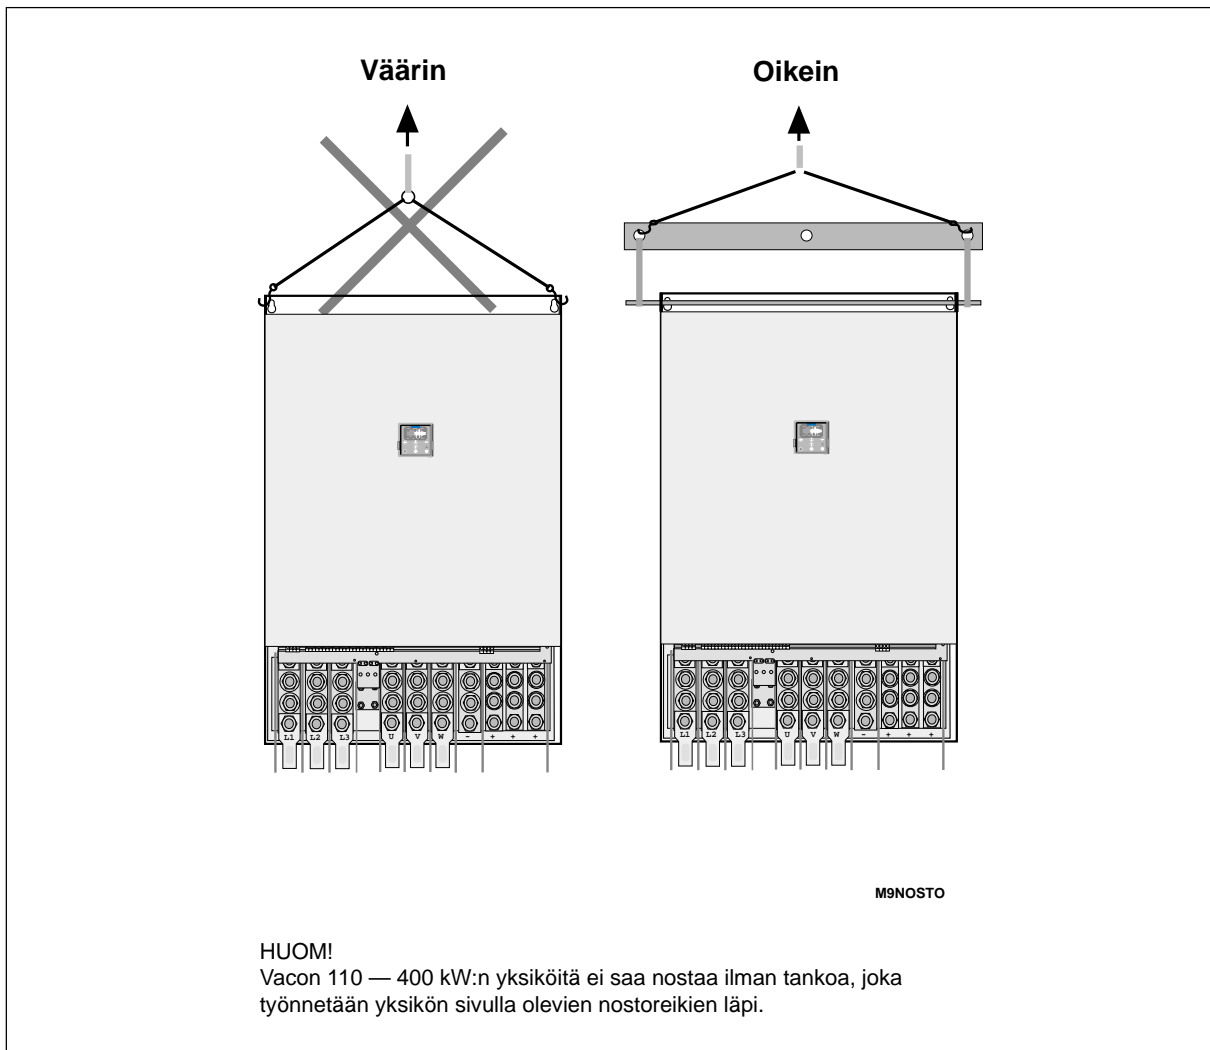 Väärin
Oikein
L1 L2 L3 U V W - + + +
L1 L2 L3 U V W - + + +
M9NOSTO
HUOM!
Vacon 110 — 400 kW:n yksiköitä ei saa nostaa ilman tankoa, joka
työnnetään yksikön sivulla olevien nostoreikien läpi.